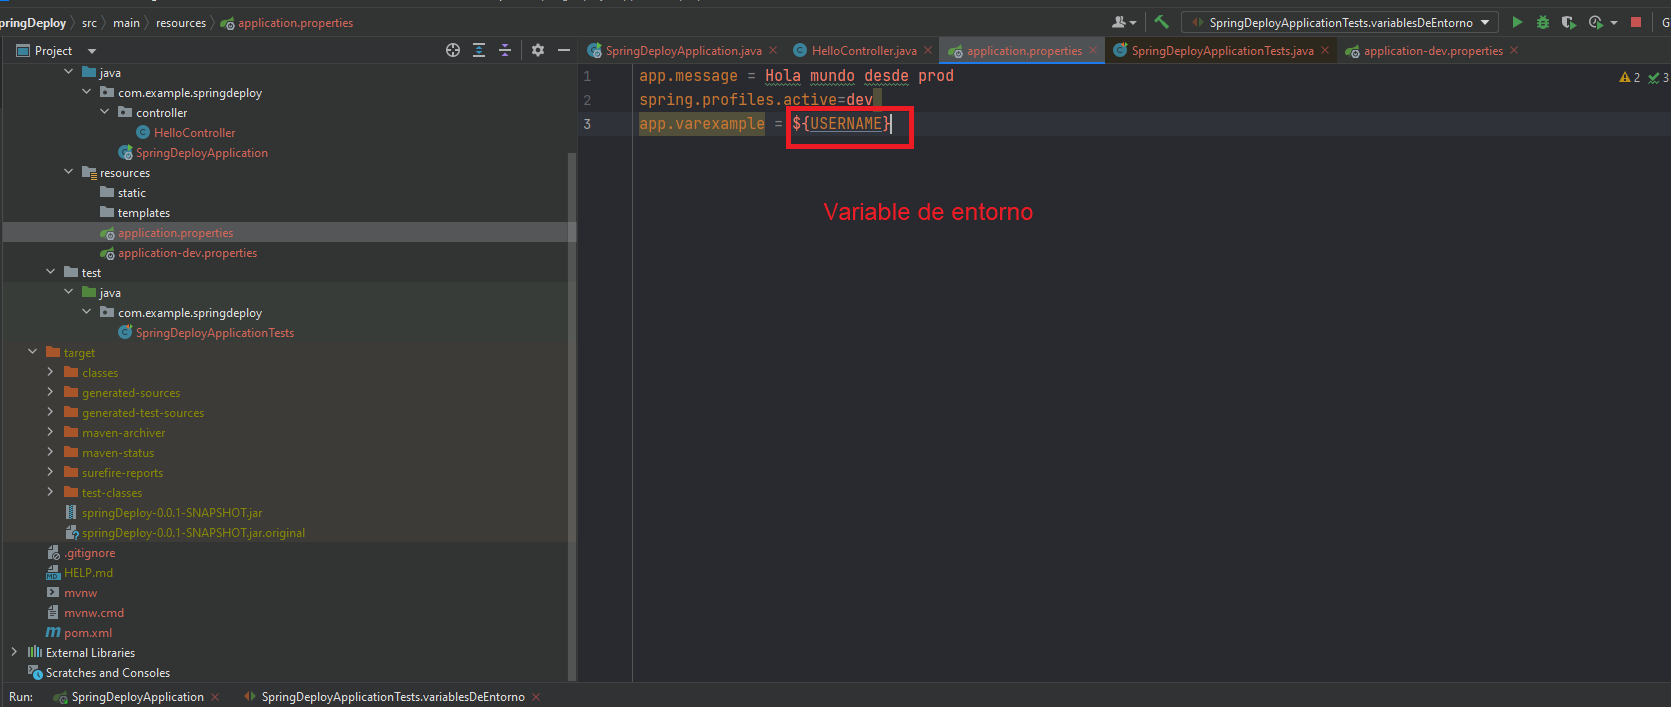 pringDeploy src main resources application.properties
SpringDeployApplicationTests.variablesDeEntorno
G
Project
SpringDeployApplication.java HelloController.java application.properties SpringDeployApplicationTests.java application-dev.properties
java
com.example.springdeploy
controller
HelloController
SpringDeployApplication
resources
static
templates
application.properties
application-dev.properties
test
java
com.example.springdeploy
SpringDeployApplicationTests
target
classes
generated-sources
generated-test-sources
maven-archiver
maven-status
surefire-reports
test-classes
springDeploy-0.0.1-SNAPSHOT.jar
springDeploy-0.0.1-SNAPSHOT.jar.original
.gitignore
HELP.md
mvnw
mvnw.cmd
pom.xml
External Libraries
Scratches and Consoles
1 app.message = Hola mundo desde prod
2 spring.profiles.active=dev
3 app.varexample = ${USERNAME}
2 3
Variable de entorno
Run: SpringDeployApplication SpringDeployApplicationTests.variablesDeEntorno